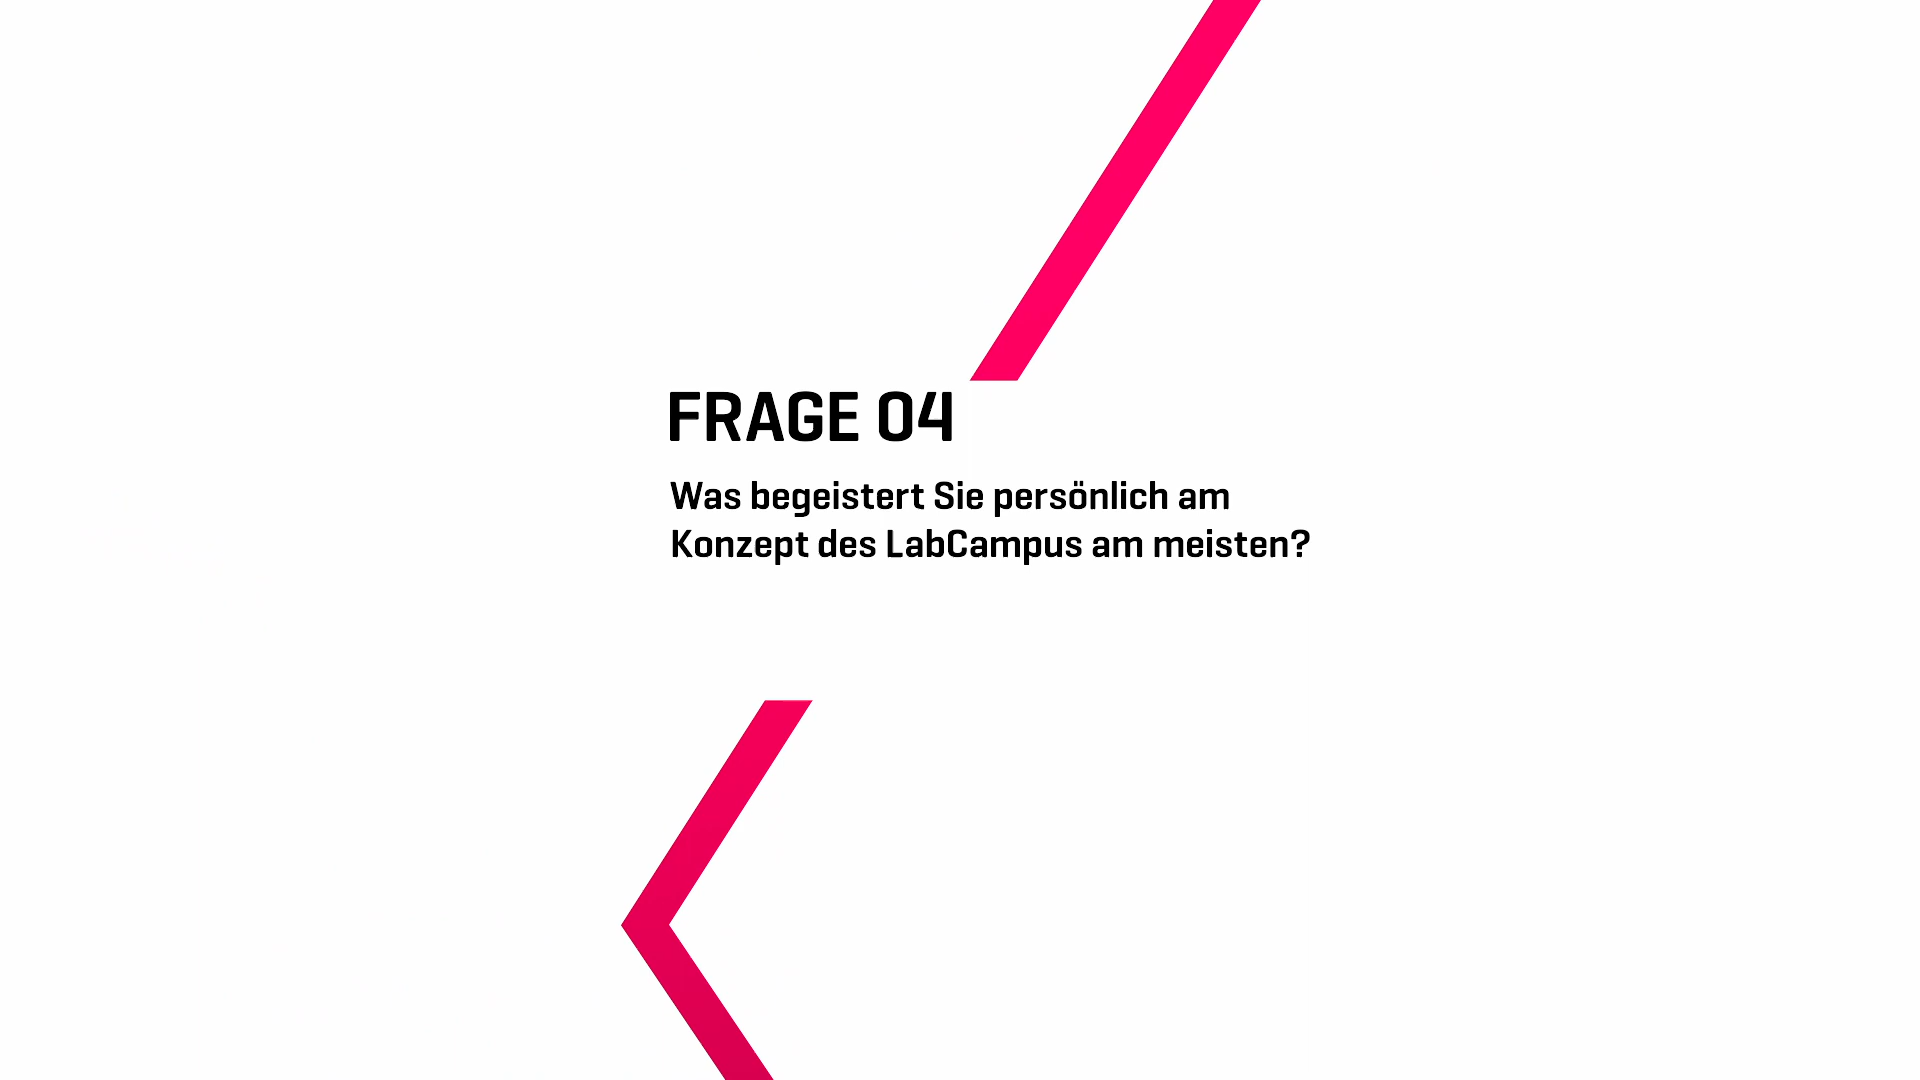 FRAGE 04
Was begeistert Sie persönlich am
Konzept des LabCampus am meisten?